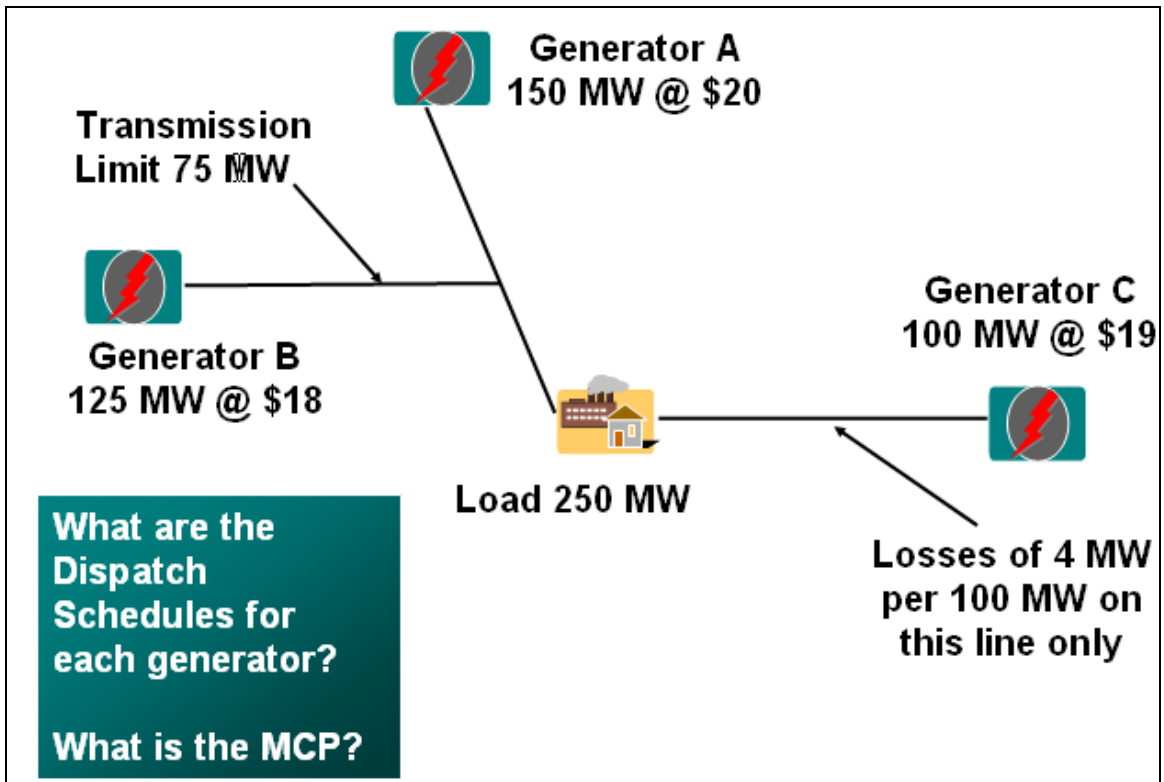 Generator A
150 MW @ $20
Transmission
Limit 75 MW
Generator B
125 MW @ $18
Generator C
100 MW @ $19
Load 250 MW
Losses of 4 MW
per 100 MW on
this line only
What are the
Dispatch
Schedules for
each generator?
What is the MCP?